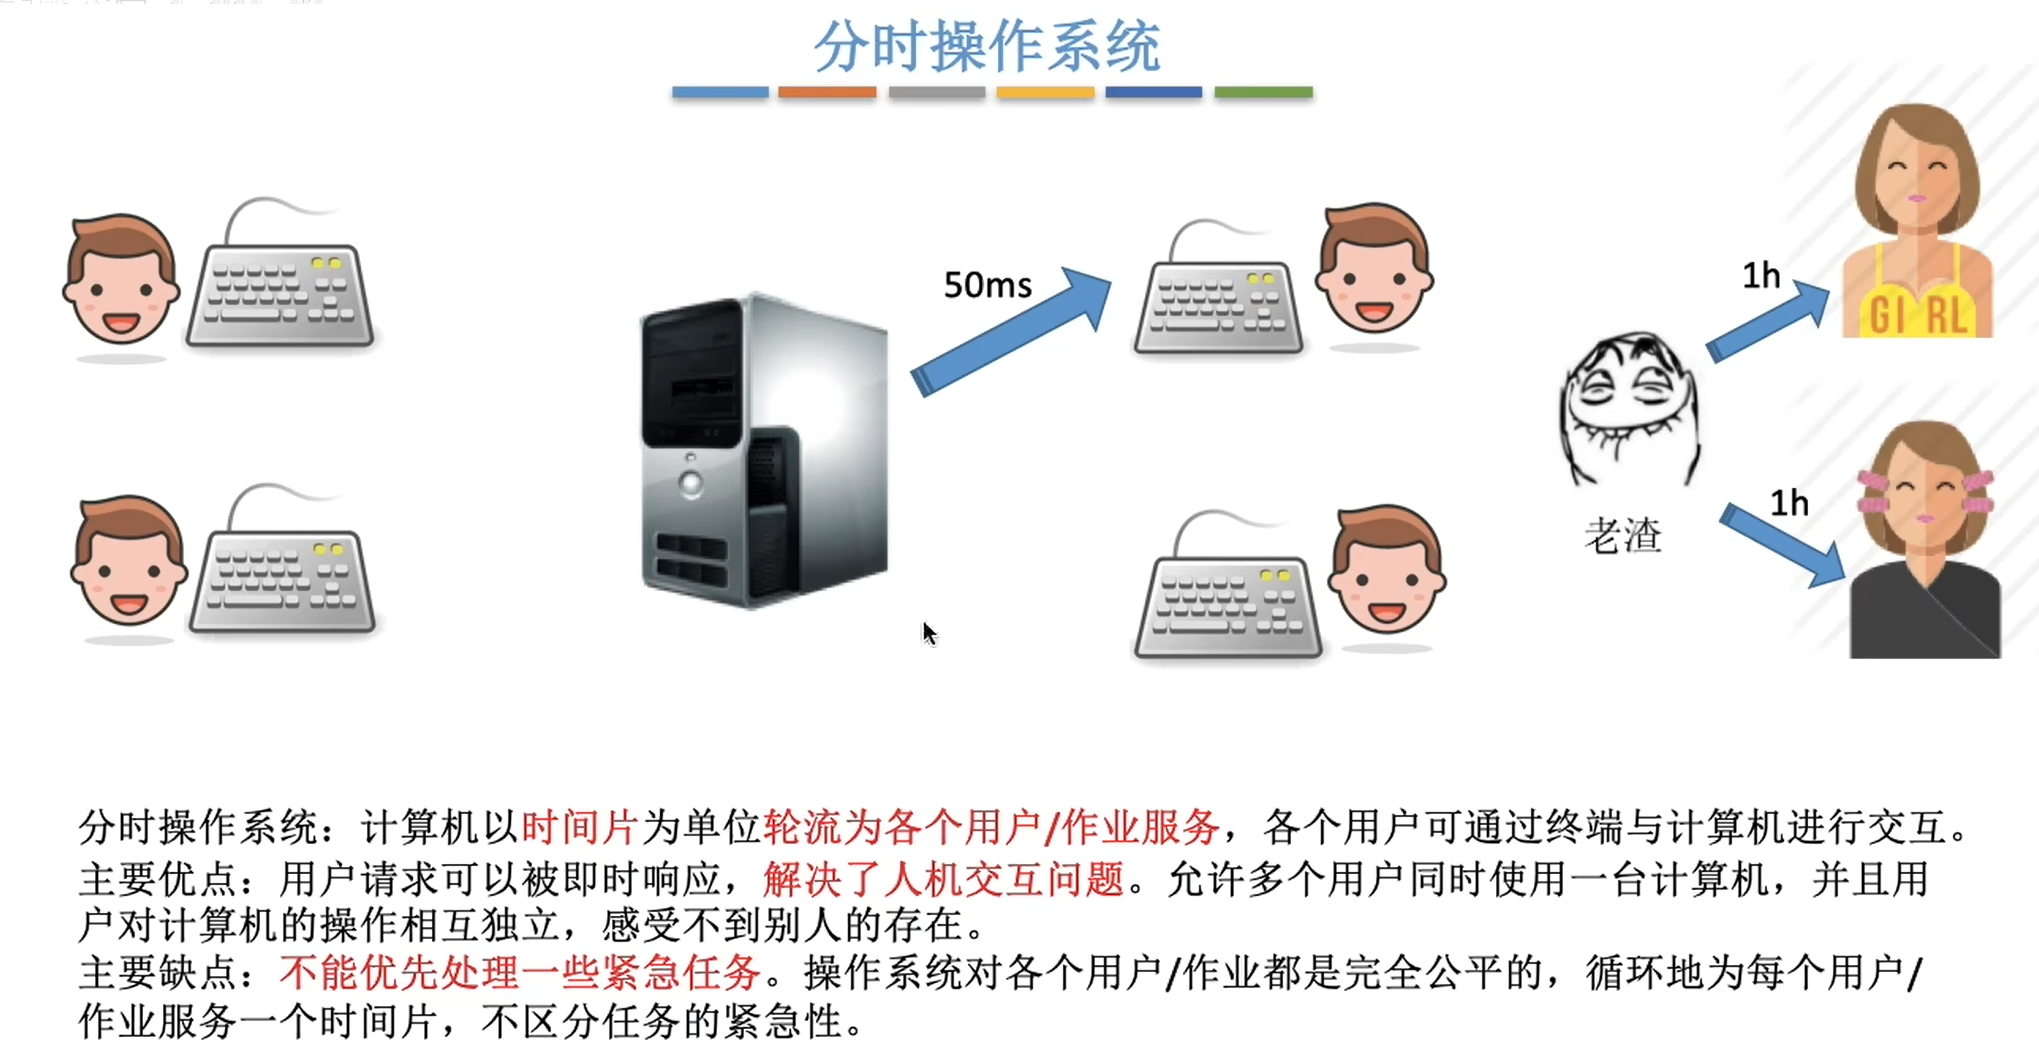 分时操作系统
50ms
1h
GIRL
1h
老渣
分时操作系统：计算机以时间片为单位轮流为各个用户/作业服务，各个用户可通过终端与计算机进行交互。
主要优点：用户请求可以被即时响应，解决了人机交互问题。允许多个用户同时使用一台计算机，并且用
户对计算机的操作相互独立，感受不到别人的存在。
主要缺点：不能优先处理一些紧急任务。操作系统对各个用户/作业都是完全公平的，循环地为每个用户/
作业服务一个时间片，不区分任务的紧急性。